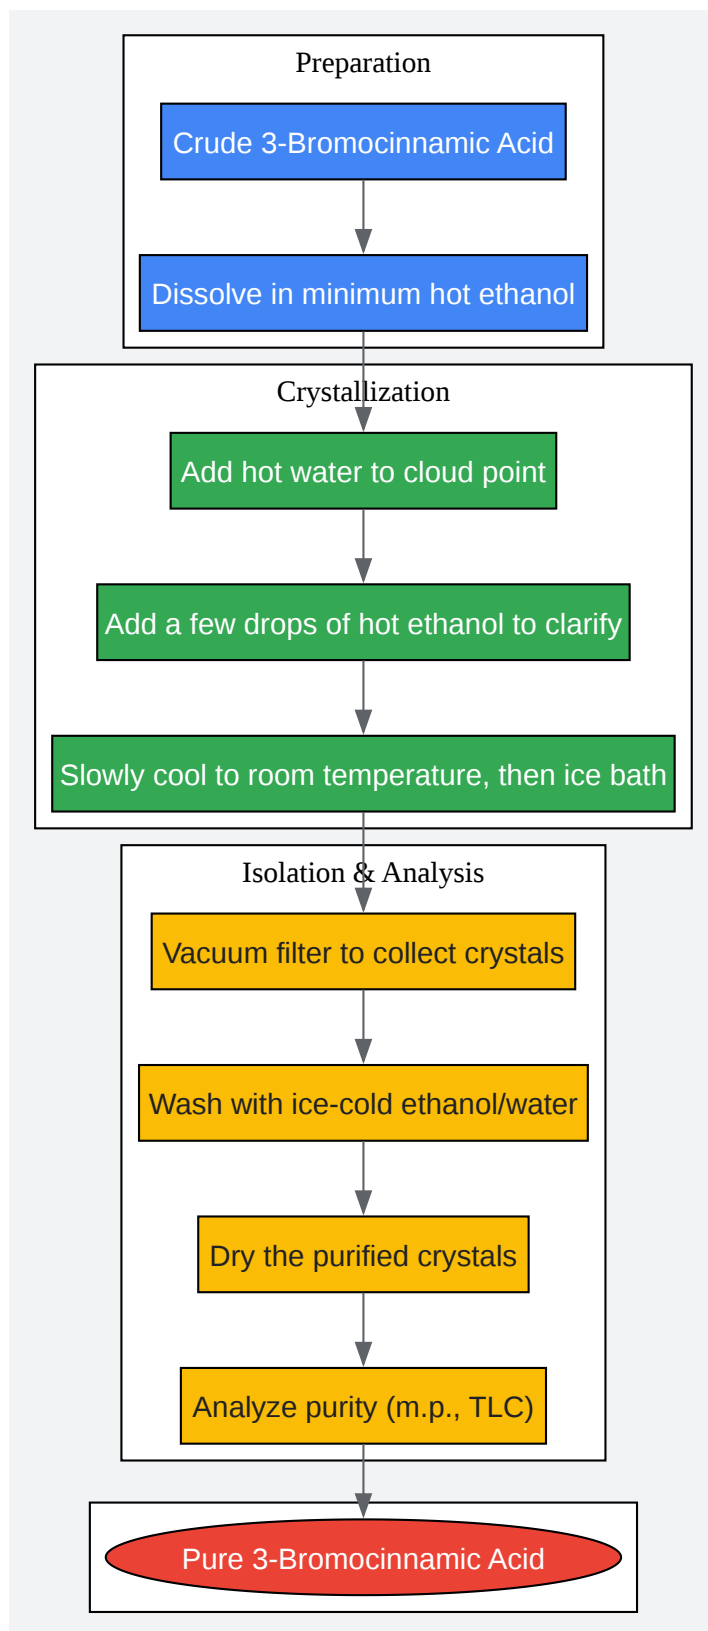 Preparation
Crude 3-Bromocinnamic Acid
Dissolve in minimum hot ethanol
Crystallization
Add hot water to cloud point
Add a few drops of hot ethanol to clarify
Slowly cool to room temperature, then ice bath
Isolation & Analysis
Vacuum filter to collect crystals
Wash with ice-cold ethanol/water
Dry the purified crystals
Analyze purity (m.p., TLC)
Pure 3-Bromocinnamic Acid